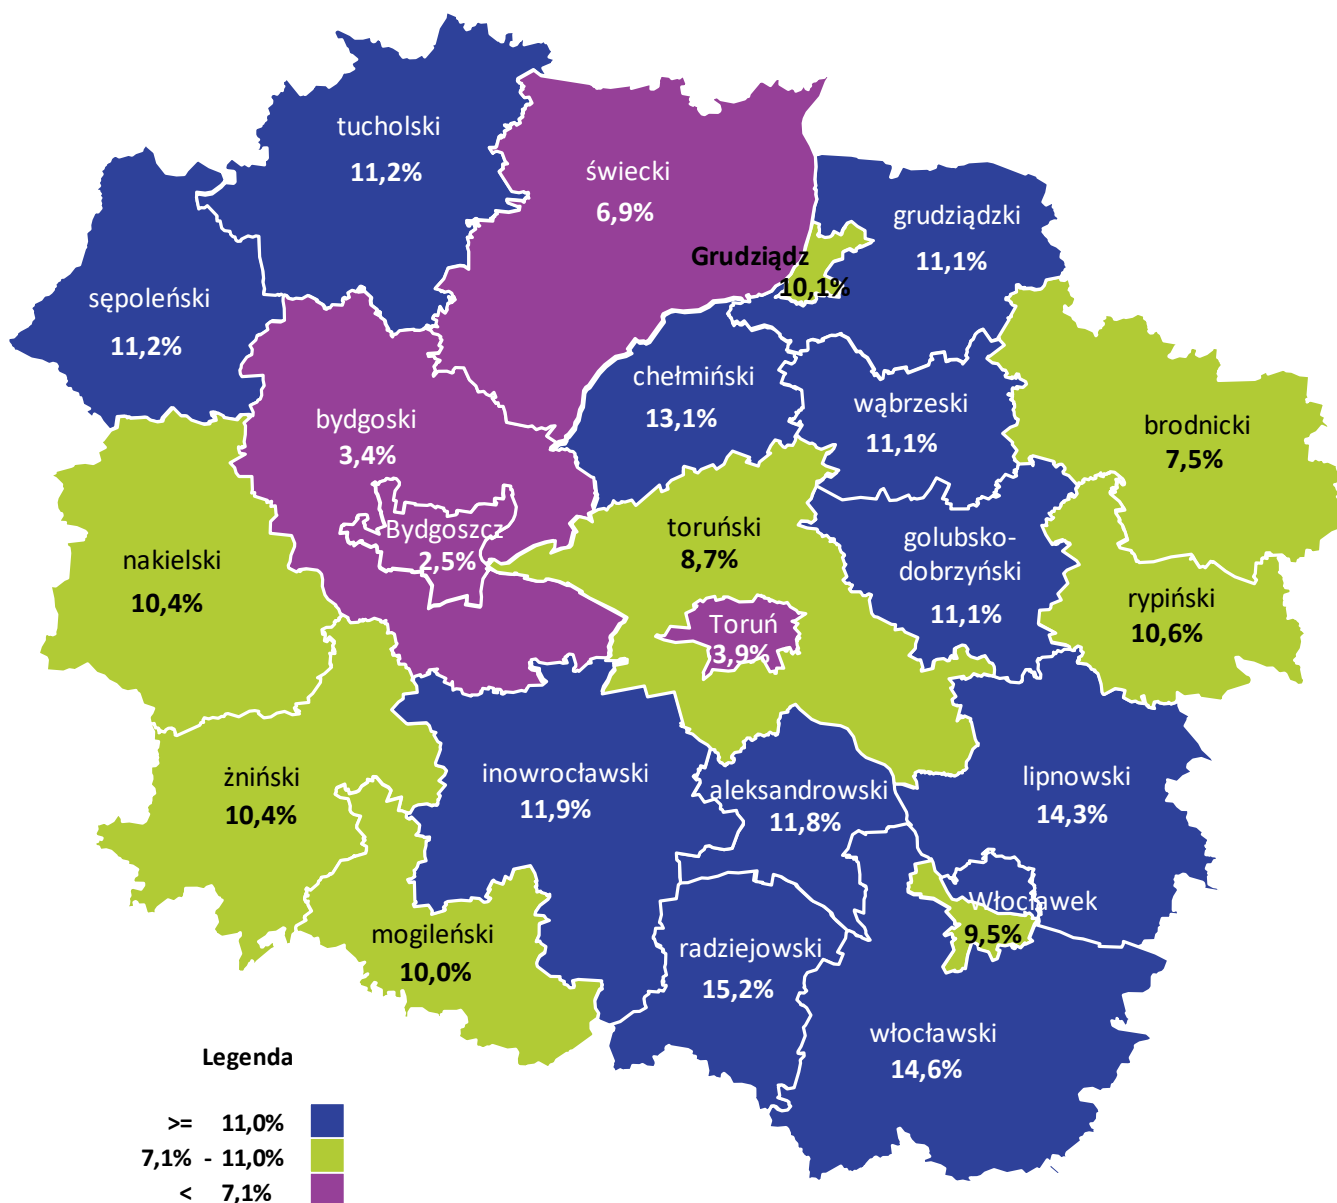 tucholski
11,2%
świecki
6,9%
grudziądzki
11,1%
Grudziądz
10,1%
sępoleński
11,2%
chełmiński
13,1%
wąbrzeski
11,1%
brodnicki
7,5%
bydgoski
3,4%
Bydgoszcz
2,5%
toruński
8,7%
golubsko-
dobrzyński
11,1%
nakielski
10,4%
rypiński
10,6%
Toruń
3,9%
żniński
10,4%
inowrocławski
11,9%
aleksandrowski
11,8%
lipnowski
14,3%
Włocławek
9,5%
mogileński
10,0%
radziejowski
15,2%
włocławski
14,6%
Legenda
>= 11,0%
7,1% - 11,0%
< 7,1%